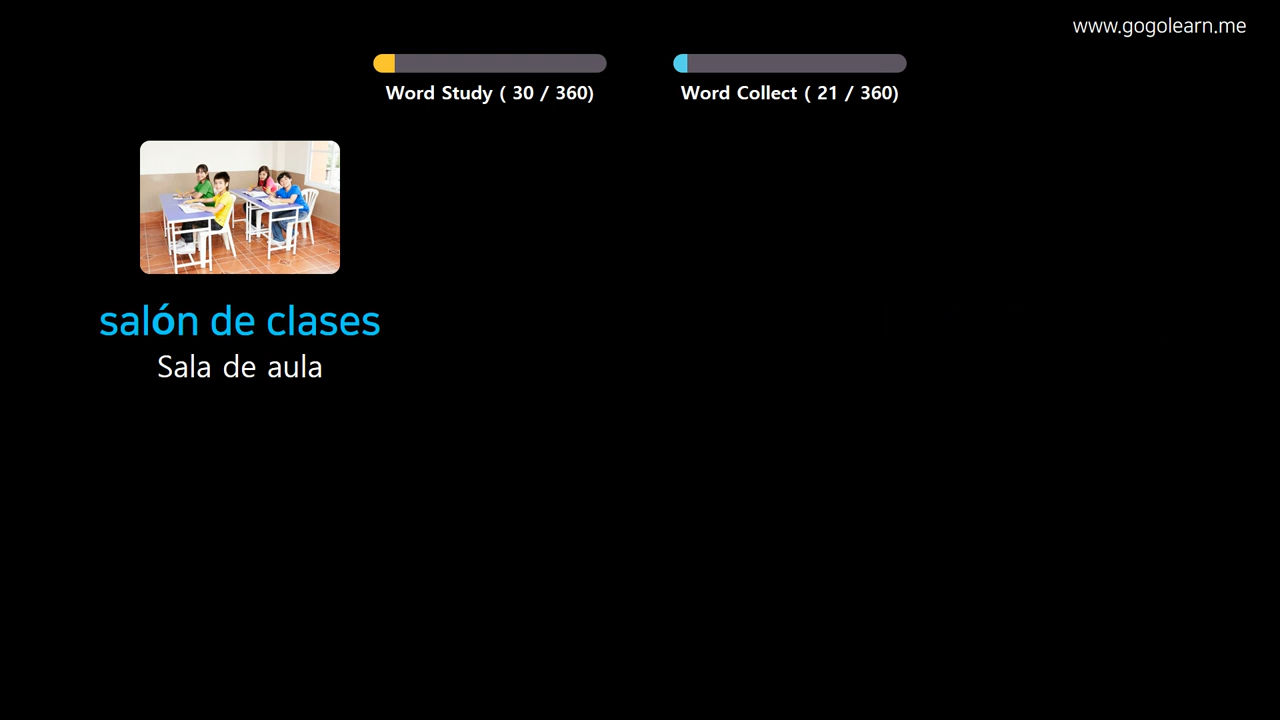 www.gogolearn.me
Word Study ( 30 / 360)
Word Collect ( 21 / 360)
salón de clases
Sala de aula